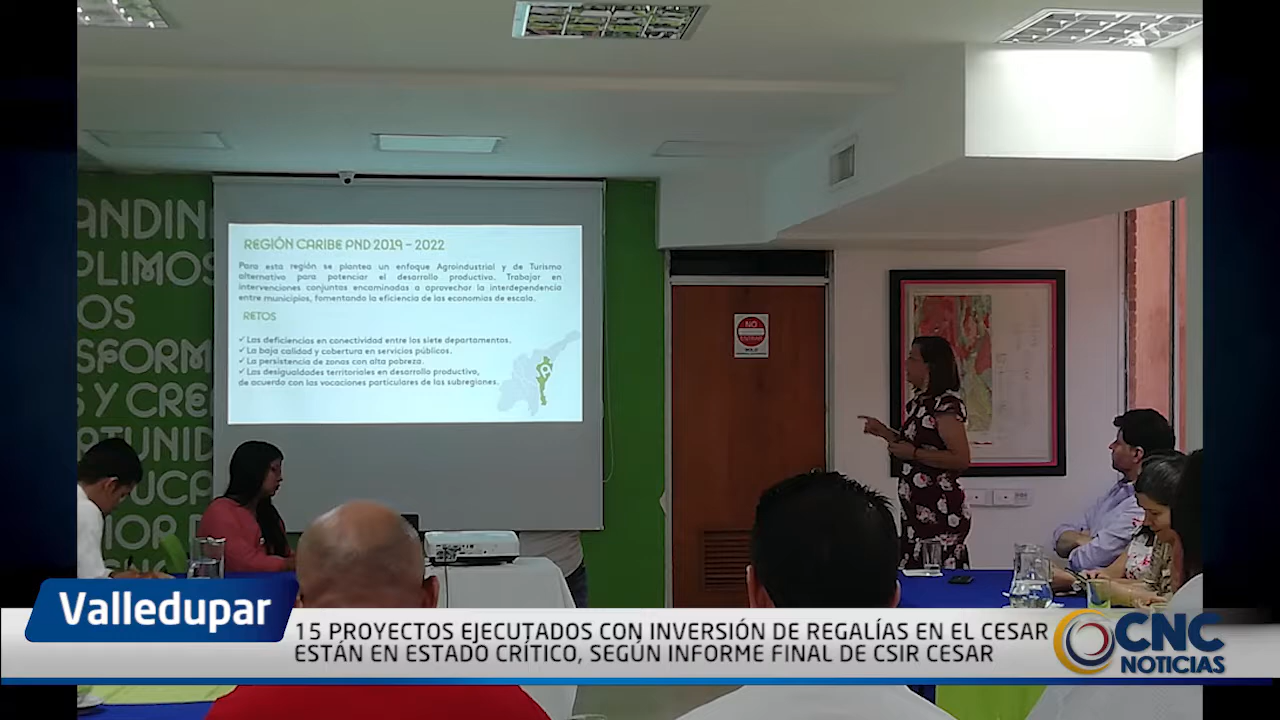 ANDIN
PLIMOS
OS
SFORM
S Y CRE
RTUNID
UCP
IOR
REGIÓN CARIBE PND 2019 - 2022
Para esta región se plantea un enfoque Agroindustrial y de Turismo
alternativo para potenciar el desarrollo productivo. Trabajar en
intervenciones conjuntas encaminadas a aprovechar la interdependencia
entre municipios, fomentando la eficiencia de las economías de escala.
RETOS
✓ Las deficiencias en conectividad entre los siete departamentos.
✓ La baja calidad y cobertura en servicios públicos.
✓ La persistencia de zonas con alta pobreza.
✓ Las desigualdades territoriales en desarrollo productivo,
de acuerdo con las vocaciones particulares de las subregiones.
NO
Valledupar
15 PROYECTOS EJECUTADOS CON INVERSIÓN DE REGALÍAS EN EL CESAR
ESTÁN EN ESTADO CRÍTICO, SEGÚN INFORME FINAL DE CSIR CESAR
CNC
NOTICIAS